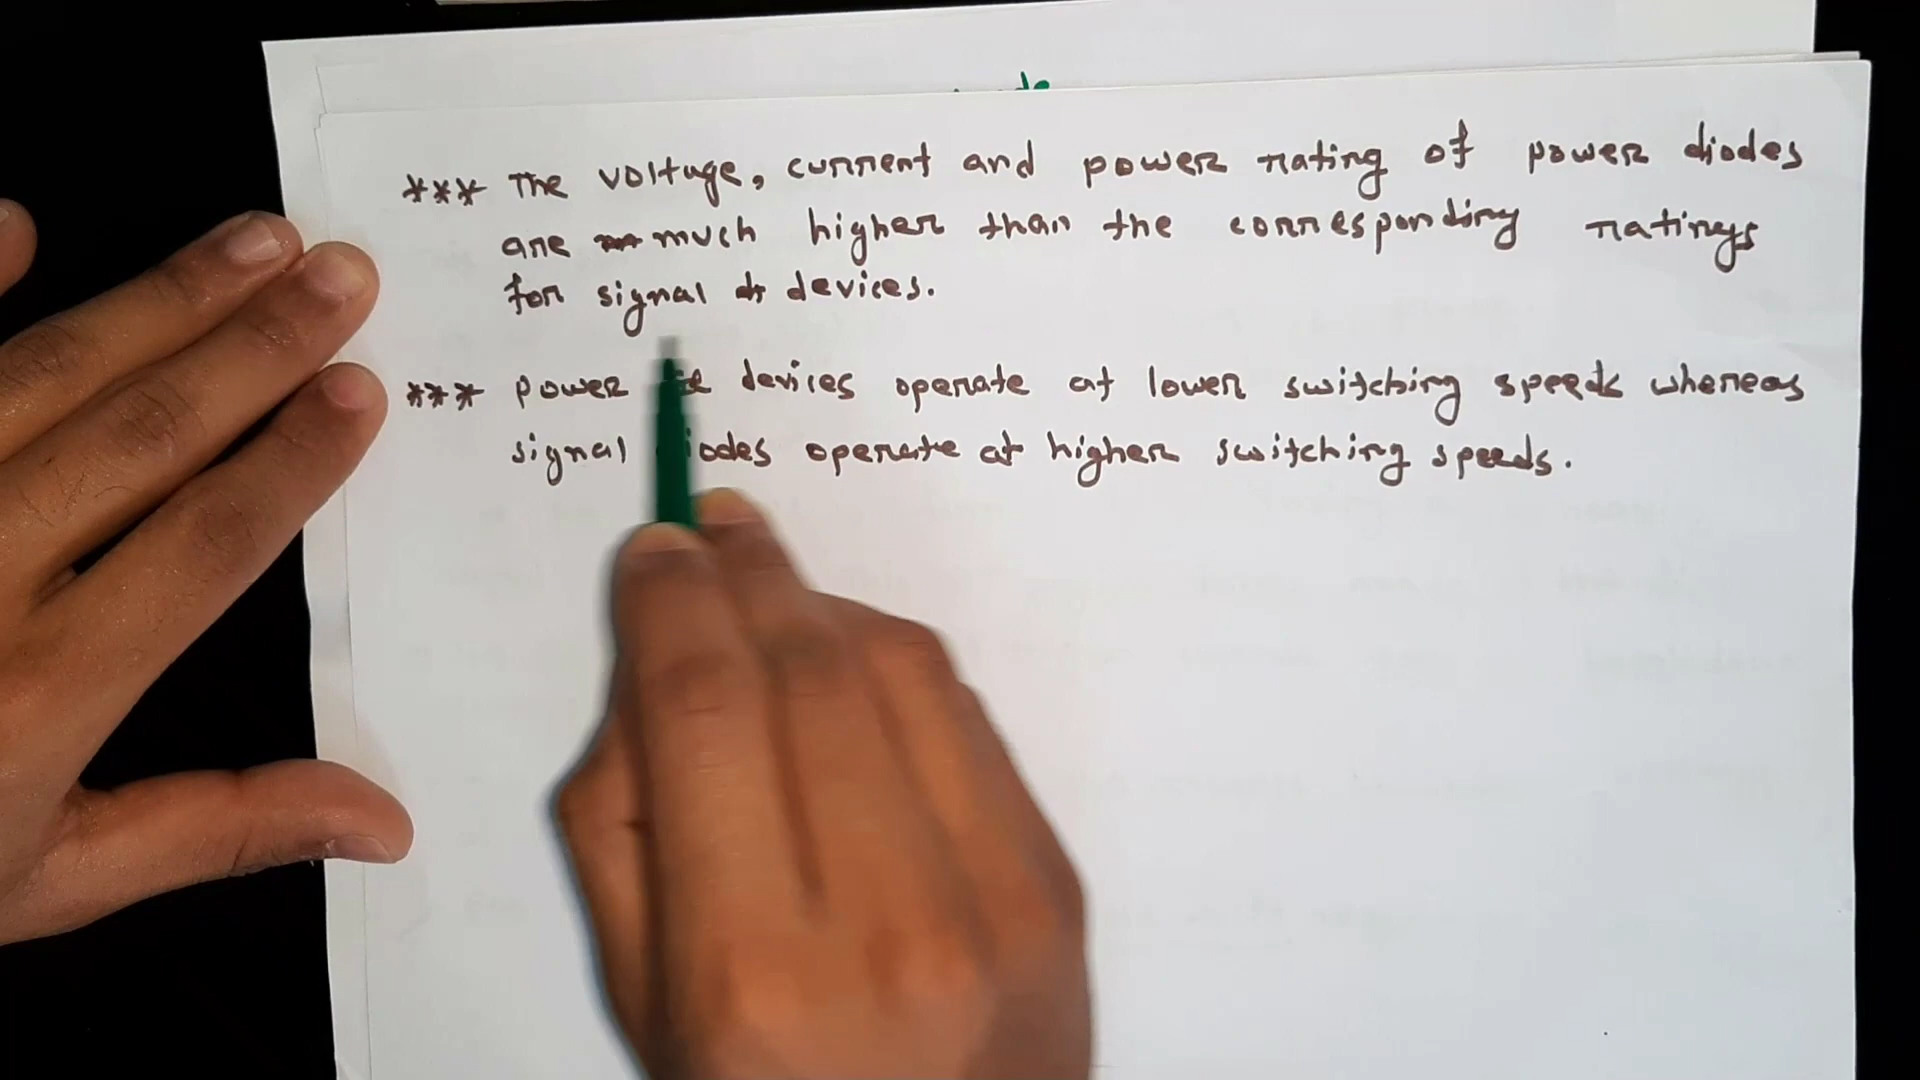 *** The voltage, current and power rating of power diodes
are much higher than the corresponding ratings
for signal devices.
*** power devices operate at lower switching speeds whereas
signal diodes operate at higher switching speeds.